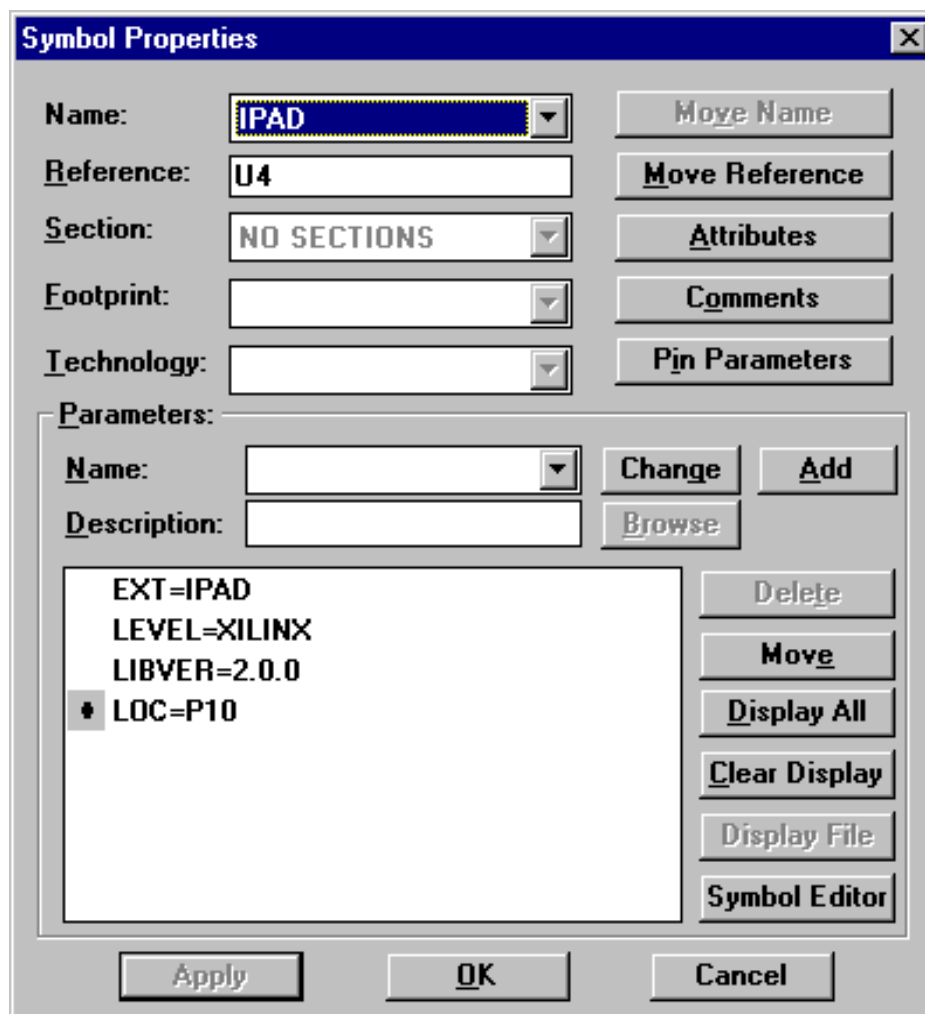 Symbol Properties
Name: IPAD Move Name
Reference: U4 Move Reference
Section: NO SECTIONS Attributes
Footprint: Comments
Technology: Pin Parameters
Parameters:
Name: Change Add
Description: Browse
EXT=IPAD Delete
LEVEL=XILINX Move
LIBVER=2.0.0
LOC=P10 Display All
Clear Display
Display File
Symbol Editor
Apply OK Cancel